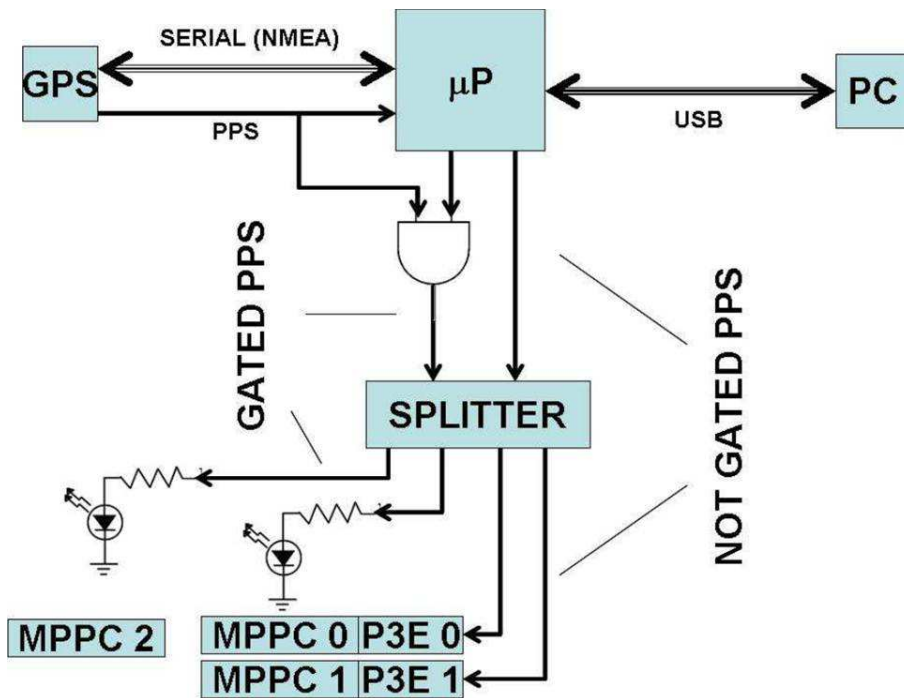 SERIAL (NMEA)
GPS
μP
PC
PPS
USB
GATED PPS
NOT GATED PPS
SPLITTER
MPPC 2
MPPC 0 P3E 0
MPPC 1 P3E 1